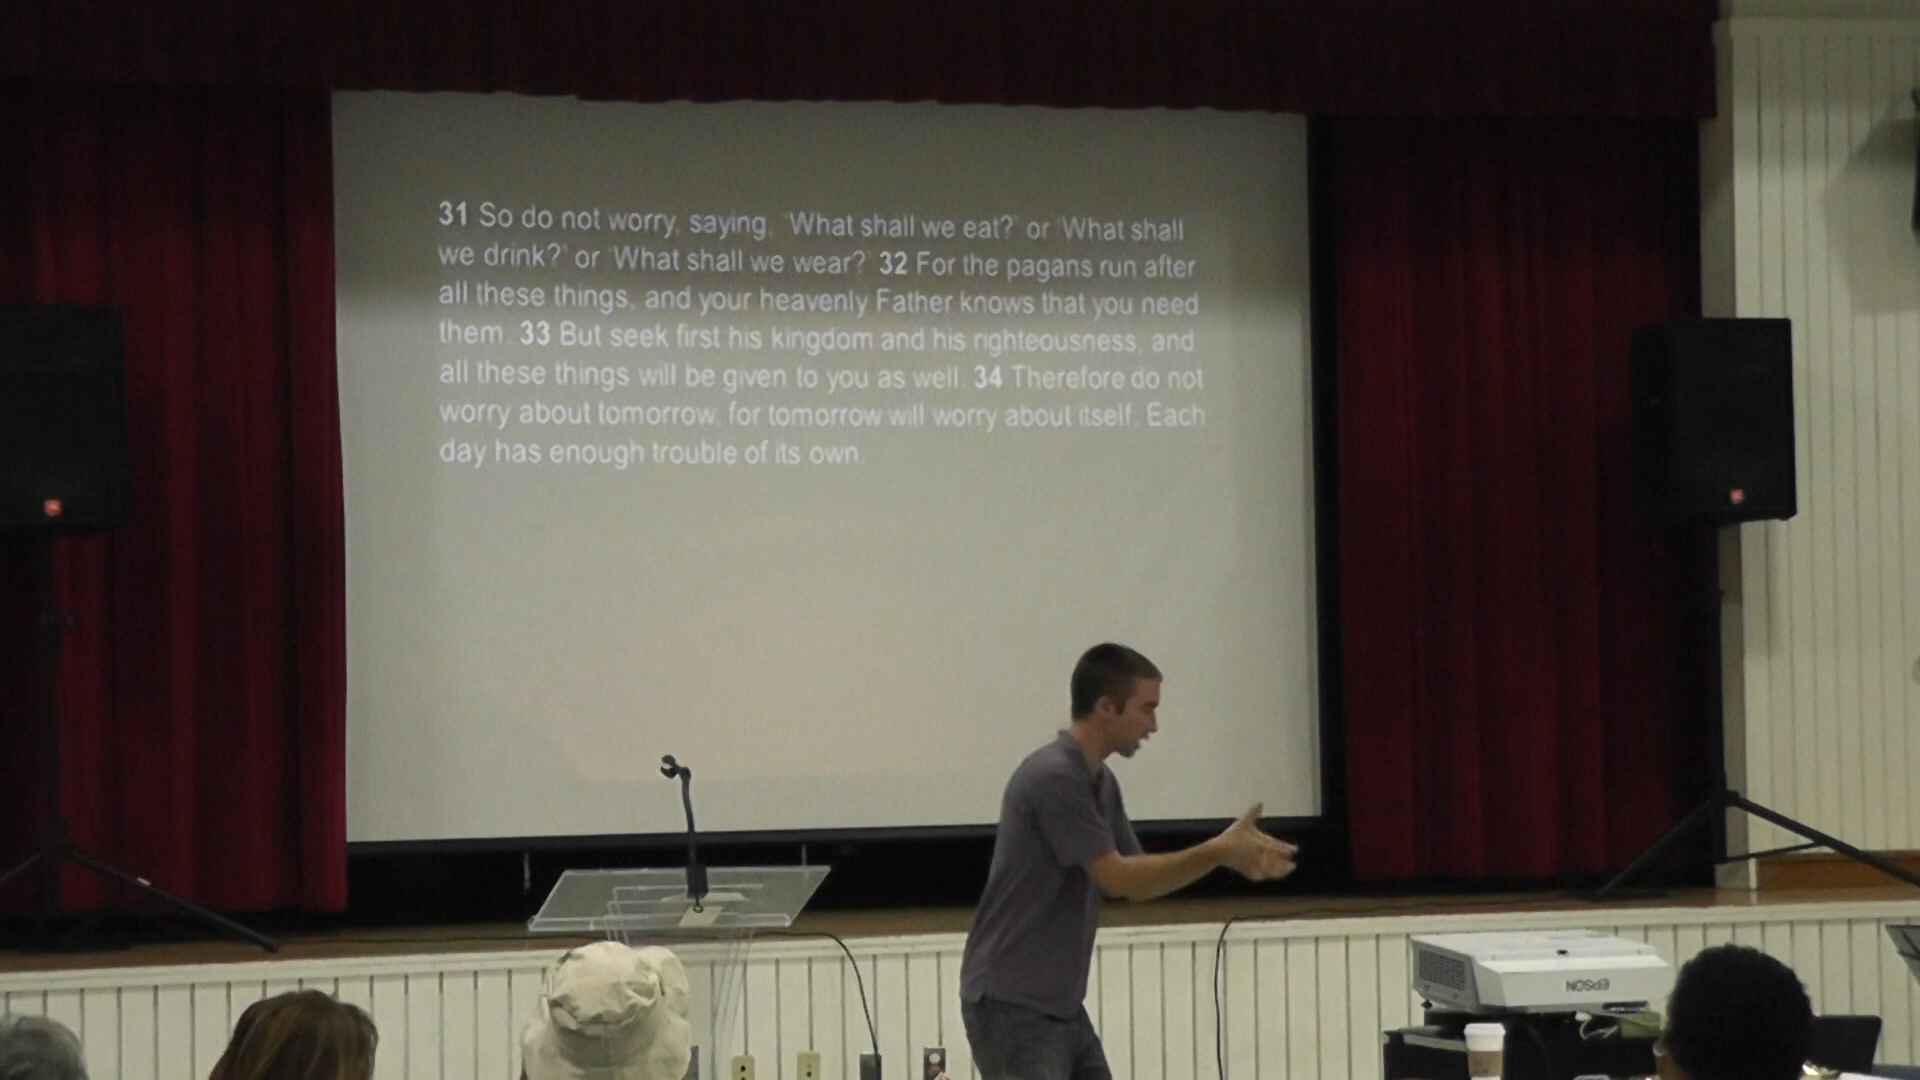 31 So do not worry, saying, 'What shall we eat?' or 'What shall
we drink?' or 'What shall we wear?' 32 For the pagans run after
all these things, and your heavenly Father knows that you need
them. 33 But seek first his kingdom and his righteousness, and
all these things will be given to you as well. 34 Therefore do not
worry about tomorrow, for tomorrow will worry about itself. Each
day has enough trouble of its own.
EPSON